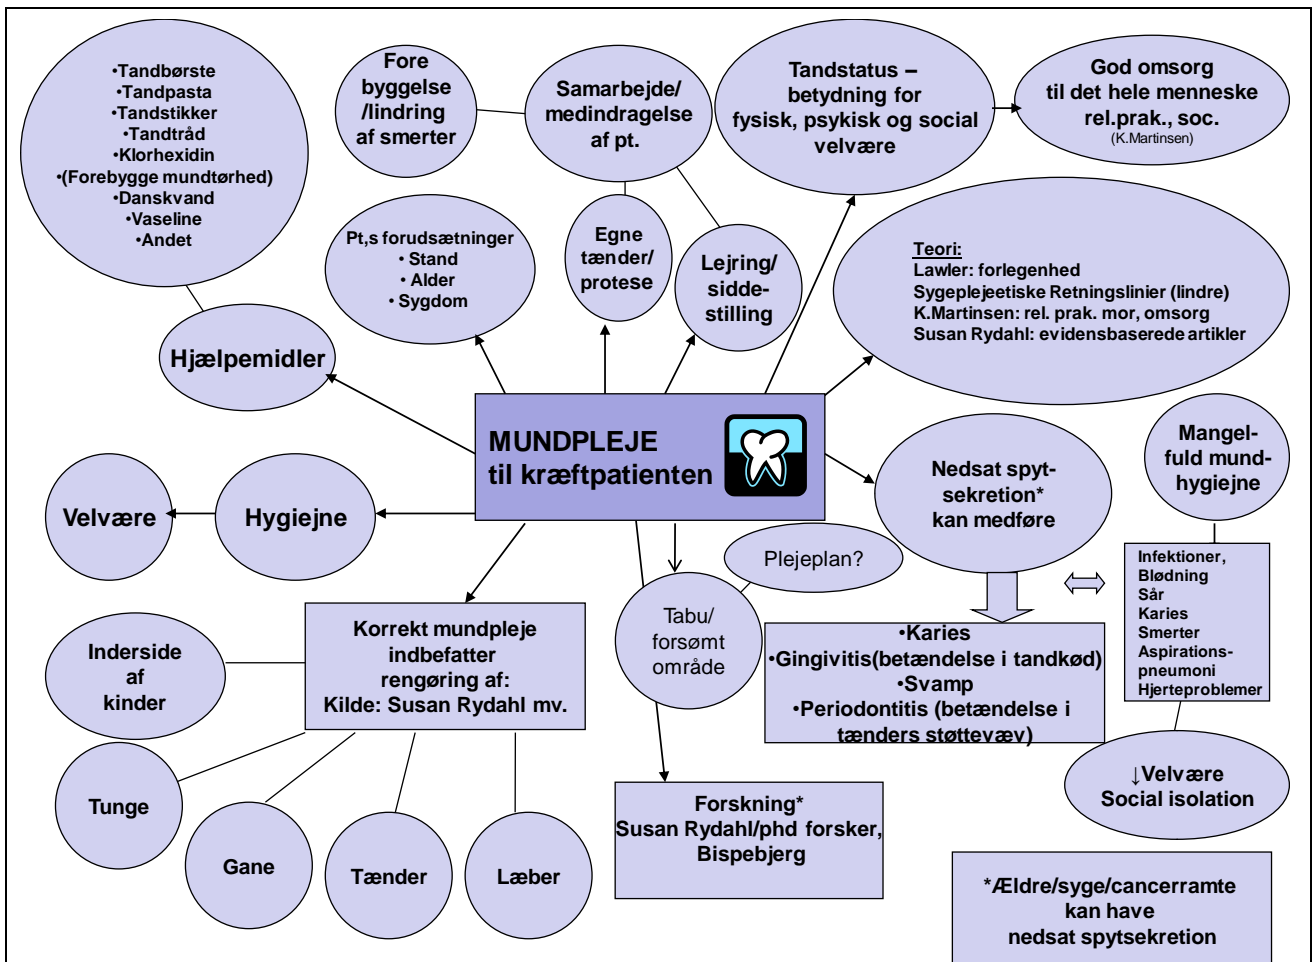 •Tandbørste
•Tandpasta
•Tandstikker
•Tandtråd
•Klorhexidin
•(Forebygge mundtørhed)
•Danskvand
•Vaseline
•Andet
Fore
byggelse
/lindring
af smerter
Samarbejde/
medindragelse
af pt.
Tandstatus –
betydning for
fysisk, psykisk og social
velvære
God omsorg
til det hele menneske
rel.prak., soc.
(K.Martinsen)
Pt,s forudsætninger
• Stand
• Alder
• Sygdom
Egne
tænder/
protese
Lejring/
sidde-
stilling
Teori:
Lawler: forlegenhed
Sygeplejeetiske Retningslinier (lindre)
K.Martinsen: rel. prak. mor, omsorg
Susan Rydahl: evidensbaserede artikler
Hjælpemidler
MUNDPLEJE
til kræftpatienten
Nedsat spyt-
sekretion*
kan medføre
Mangel-
fuld mund-
hygiejne
Velvære
Hygiejne
Plejeplan?
Tabu/
forsømt
område
Infektioner,
Blødning
Sår
Karies
Smerter
Aspirations-
pneumoni
Hjerteproblemer
Korrekt mundpleje
indbefatter
rengøring af:
Kilde: Susan Rydahl mv.
•Karies
•Gingivitis(betændelse i tandkød)
•Svamp
•Periodontitis (betændelse i
tænders støttevæv)
Inderside
af
kinder
Tunge
Gane
Tænder
Læber
Forskning*
Susan Rydahl/phd forsker,
Bispebjerg
↓Velvære
Social isolation
*Ældre/syge/cancerramte
kan have
nedsat spytsekretion